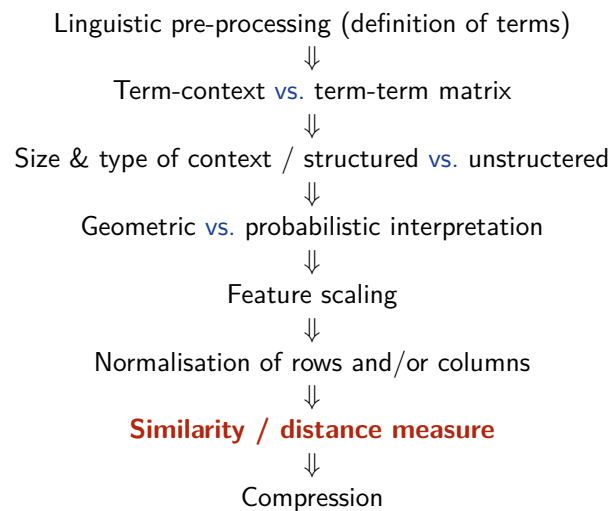 Linguistic pre-processing (definition of terms)
⇓
Term-context vs. term-term matrix
⇓
Size & type of context / structured vs. unstructered
⇓
Geometric vs. probabilistic interpretation
⇓
Feature scaling
⇓
Normalisation of rows and/or columns
⇓
Similarity / distance measure
⇓
Compression